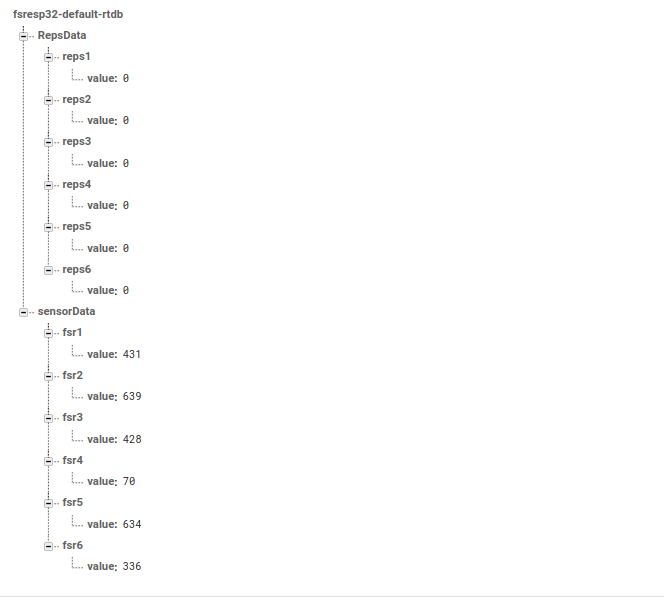 fsresp32-default-rtdb
RepsData
reps1
value: 0
reps2
value: 0
reps3
value: 0
reps4
value: 0
reps5
value: 0
reps6
value: 0
sensorData
fsr1
value: 431
fsr2
value: 639
fsr3
value: 428
fsr4
value: 70
fsr5
value: 634
fsr6
value: 336